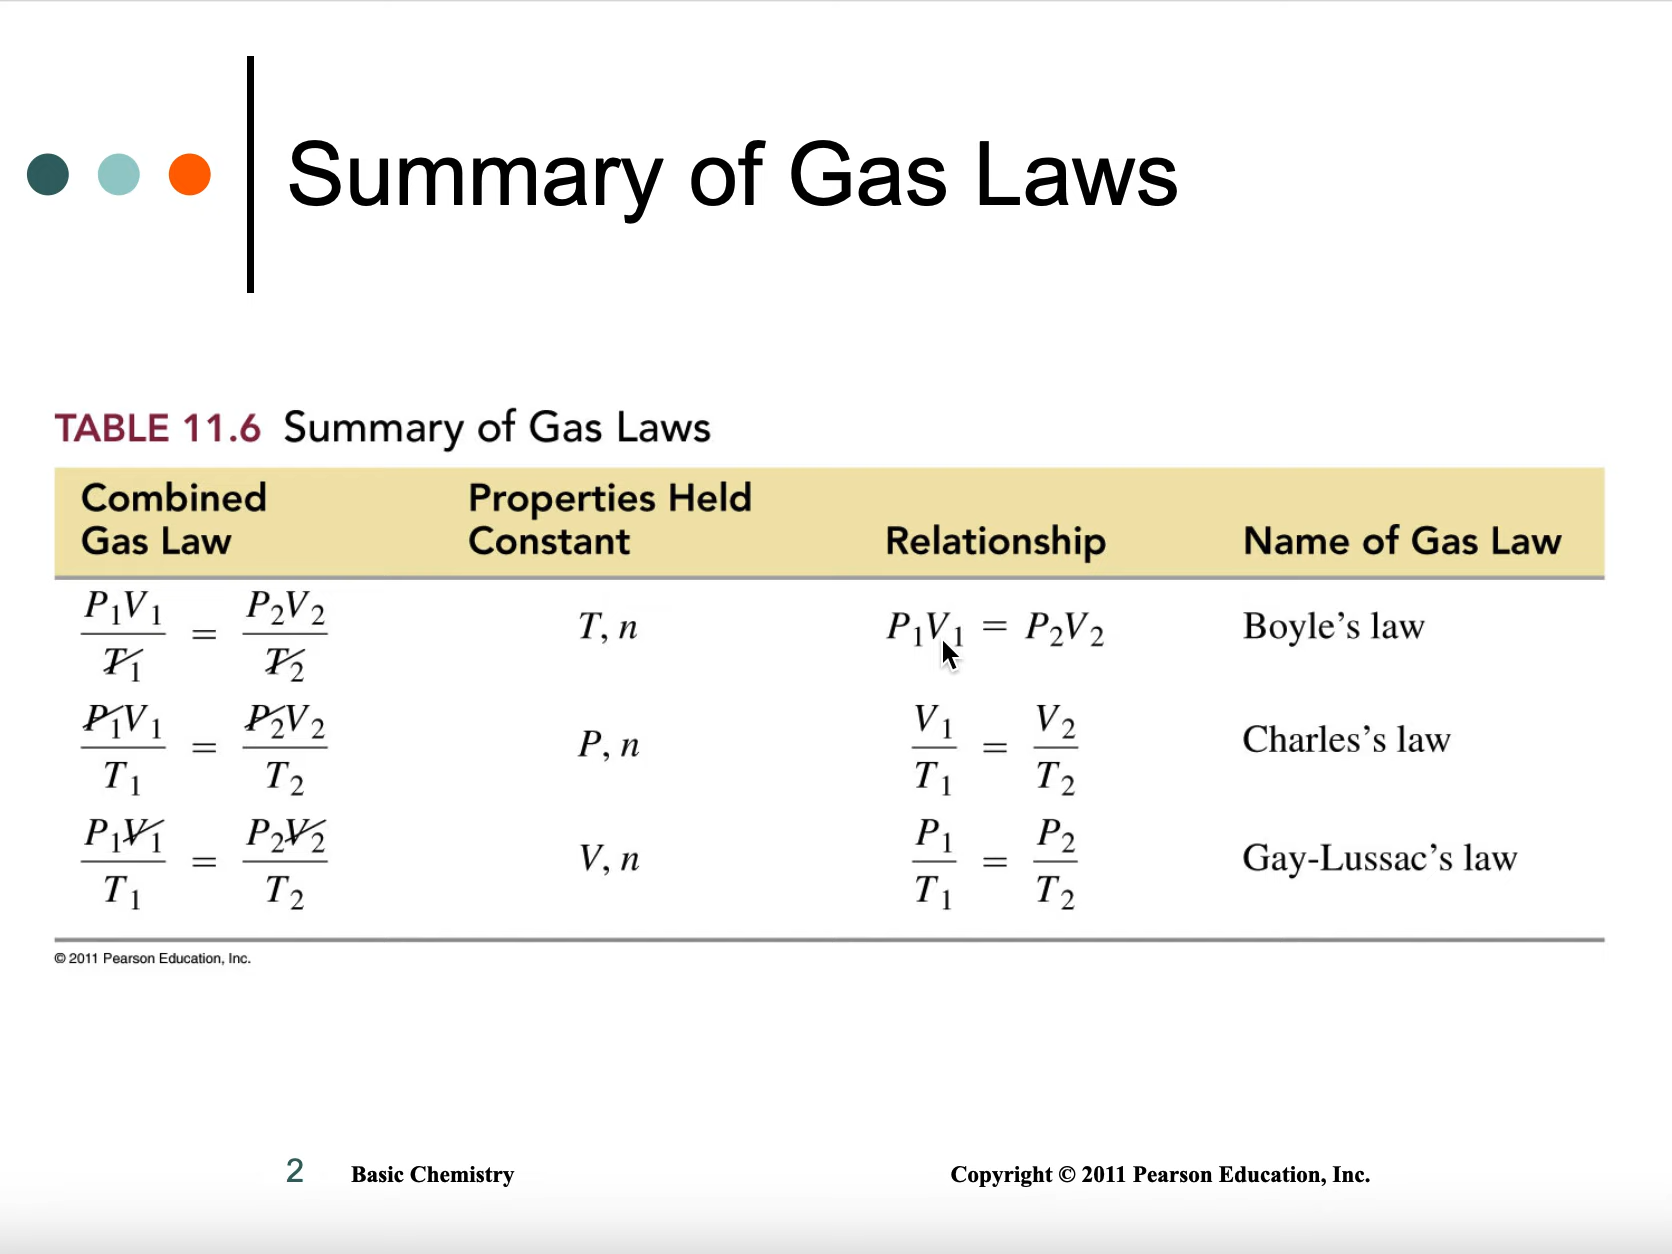 Summary of Gas Laws
TABLE 11.6 Summary of Gas Laws
Combined Gas Law | Properties Held Constant | Relationship | Name of Gas Law
P₁V₁/T₁ = P₂V₂/T₂ | T, n | P₁V₁ = P₂V₂ | Boyle’s law
P₁V₁/T₁ = P₂V₂/T₂ | P, n | V₁/T₁ = V₂/T₂ | Charles’s law
P₁V₁/T₁ = P₂V₂/T₂ | V, n | P₁/T₁ = P₂/T₂ | Gay-Lussac’s law
© 2011 Pearson Education, Inc.
2 Basic Chemistry Copyright © 2011 Pearson Education, Inc.